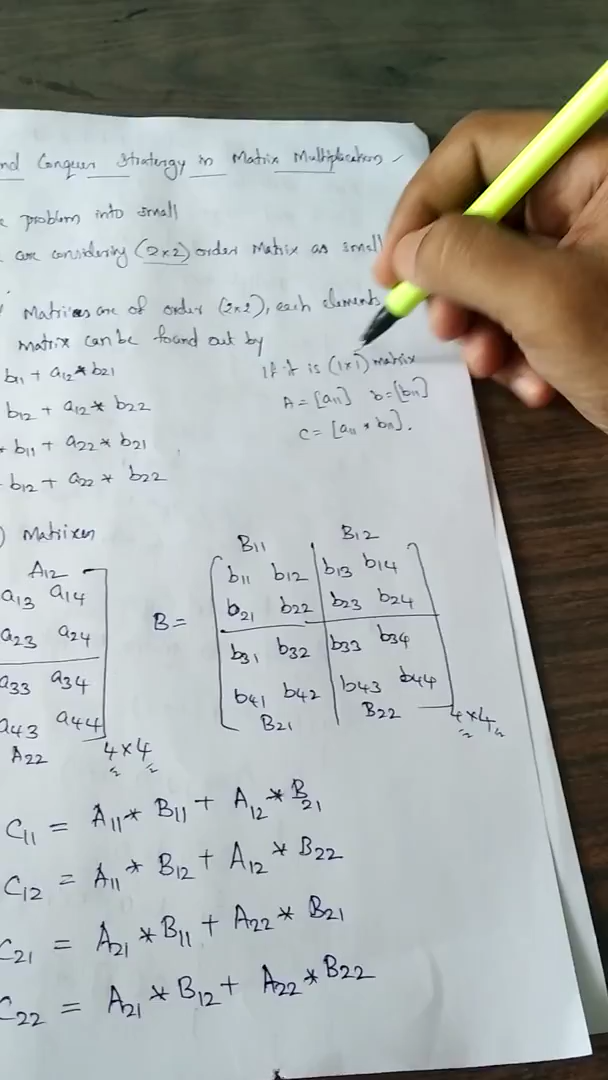 nd Conquer Stratergy in Matrix Multiplication
problem into small
are considering (2×2) order Matrix as small
Matrices are of order (2×2), each elements
matrix can be found out by
b11 + a12 * b21
b12 + a12 * b22
* b11 + a22 * b21
* b12 + a22 * b22
If it is (1×1) matrix
A = [a11] b = [b11]
C = [a11 * b11].
) Matrixen
A12
a13 a14
a23 a24
a33 a34
a43 a44
A22
4×4
B11 B12
B =
b11 b12 b13 b14
b21 b22 b23 b24
b31 b32 b33 b34
b41 b42 b43 b44
B21 B22
4×4
C11 = A11 * B11 + A12 * B21
C12 = A11 * B12 + A12 * B22
C21 = A21 * B11 + A22 * B21
C22 = A21 * B12 + A22 * B22